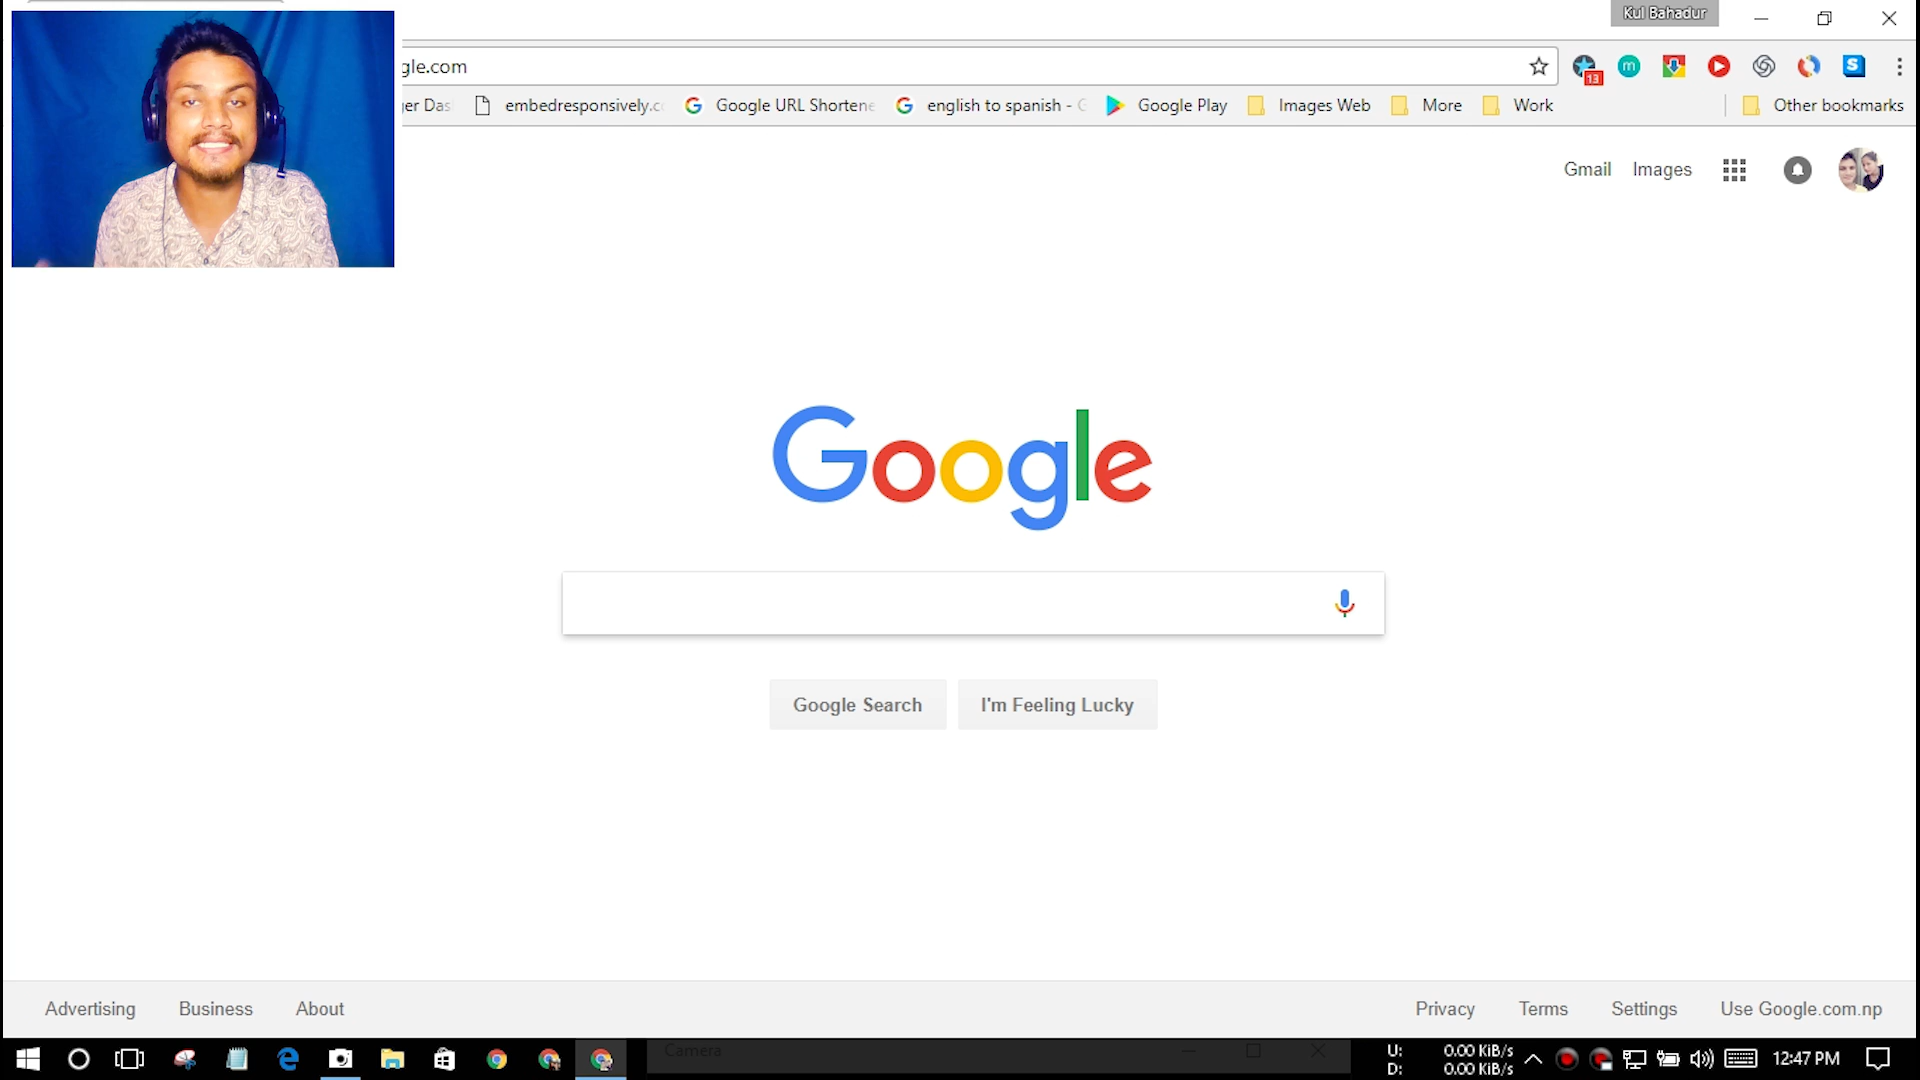 Kul Bahadur
gle.com
13
m
S
ger Das
embedresponsively.c
Google URL Shortene
english to spanish - G
Google Play
Images Web
More
Work
Other bookmarks
Gmail
Images
Google
Google Search
I'm Feeling Lucky
Advertising
Business
About
Privacy
Terms
Settings
Use Google.com.np
Camera
U: 0.00 KiB/s
D: 0.00 KiB/s
12:47 PM